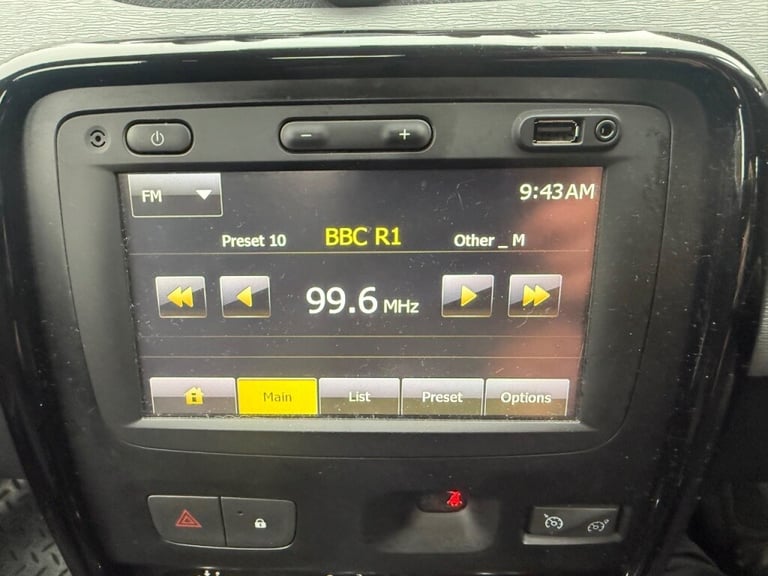 FM
9:43AM
Preset 10 BBC R1 Other _ M
99.6 MHz
Main List Preset Options